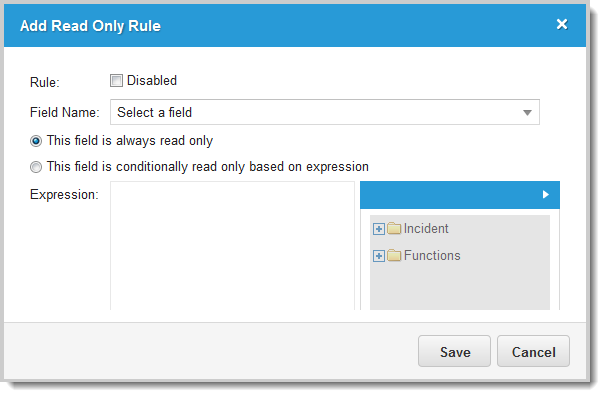 Add Read Only Rule
Rule: Disabled
Field Name: Select a field
This field is always read only
This field is conditionally read only based on expression
Expression:
Incident
Functions
Save Cancel